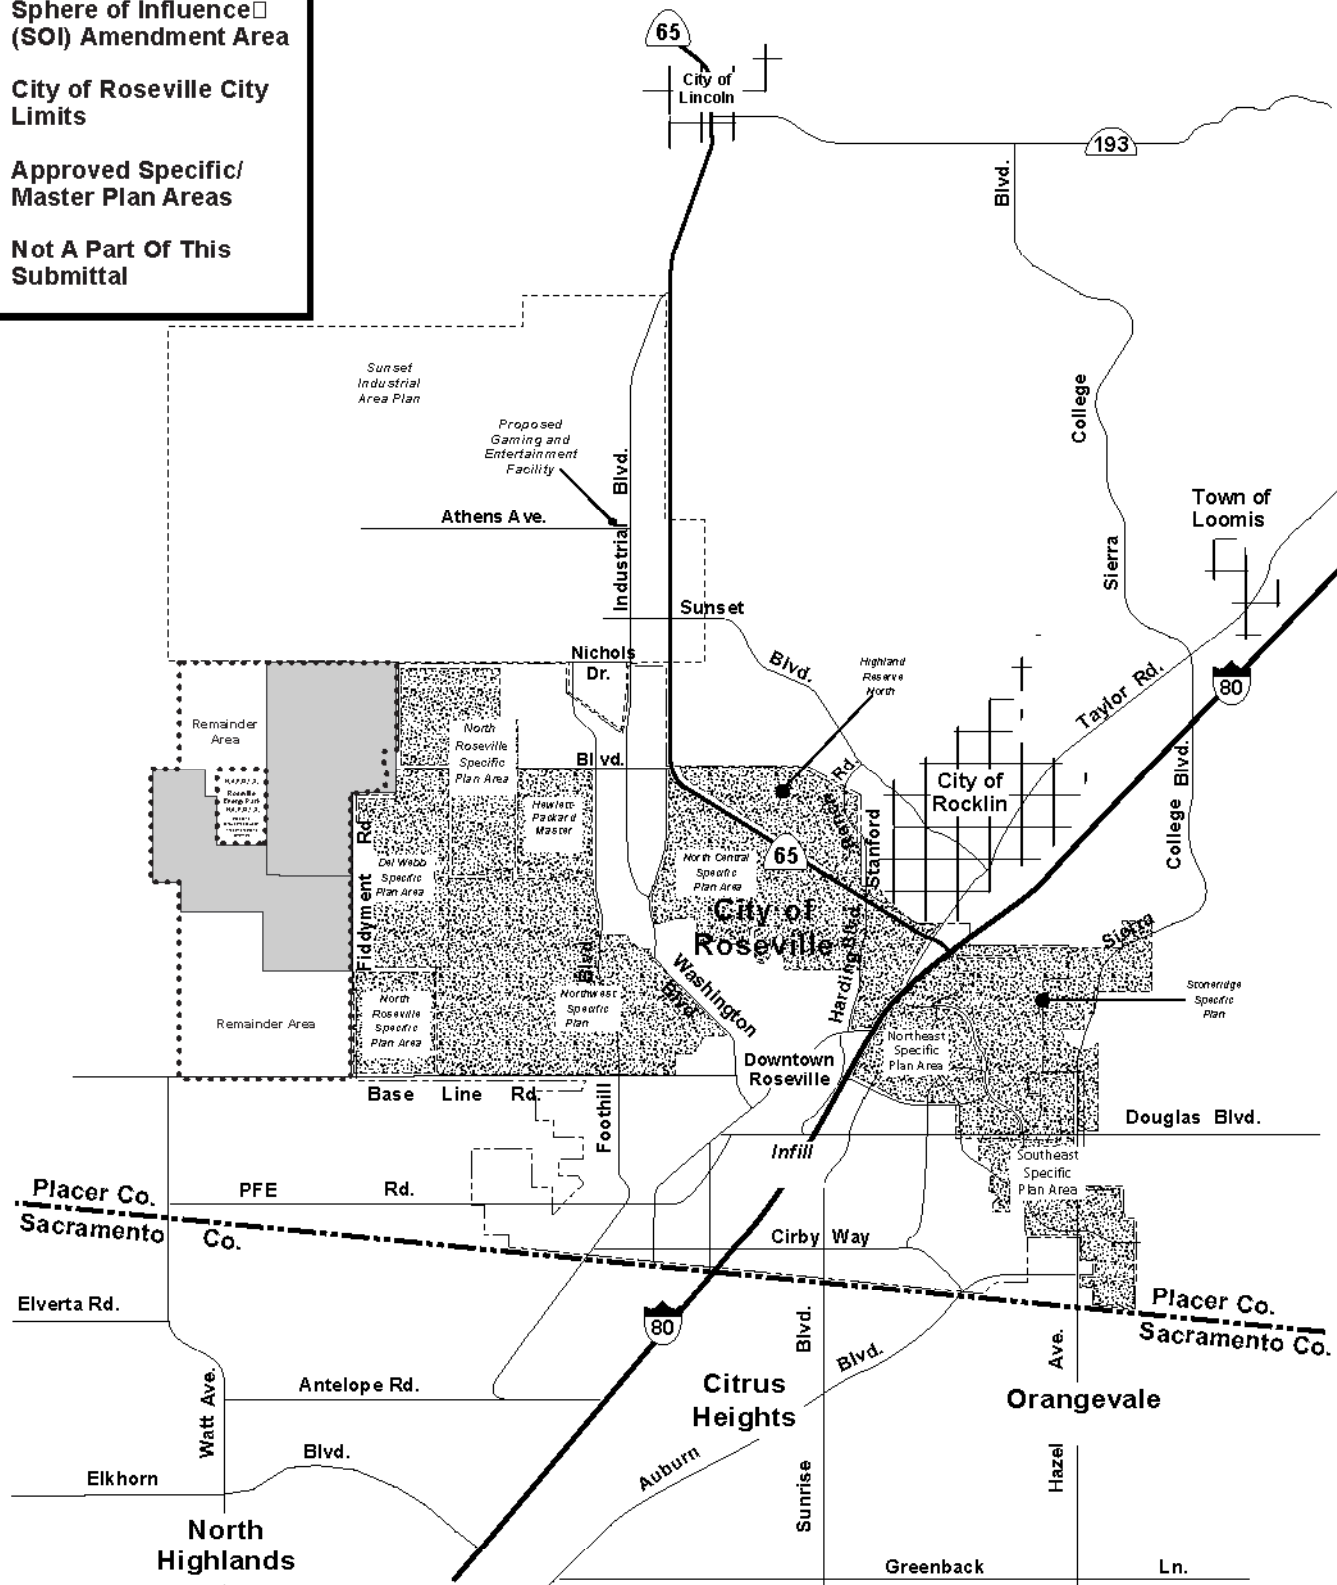 Sphere of Influence
(SOI) Amendment Area
City of Roseville City
Limits
Approved Specific/
Master Plan Areas
Not A Part Of This
Submittal
65
City of
Lincoln
193
Blvd.
College
Sierra
Sunset
Industrial
Area Plan
Proposed
Gaming and
Entertainment
Facility
Athens Ave.
Industrial
Blvd.
Town of
Loomis
Sunset
Blvd.
Nichols
Dr.
Highland
Reserve
North
Taylor Rd.
80
Remainder
Area
Roseville
Energy Park
North
Roseville
Specific
Plan Area
Blvd.
Hewlett-
Packard
Master
Rd.
Ranch
Stanford
City of
Rocklin
College
Blvd.
Sierra
Fiddyment
Rd.
Del Webb
Specific
Plan Area
North Central
Specific
Plan Area
65
City of
Roseville
Harding Blvd.
Washington
Blvd.
Blvd.
Stoneridge
Specific
Plan
Remainder Area
North
Roseville
Specific
Plan Area
Northwest
Specific
Plan
Northeast
Specific
Plan Area
Downtown
Roseville
Base Line Rd.
Foothill
Douglas Blvd.
Infill
Southeast
Specific
Plan Area
Placer Co.
Sacramento Co.
PFE Rd.
Cirby Way
Elverta Rd.
80
Placer Co.
Sacramento Co.
Watt Ave.
Antelope Rd.
Citrus
Heights
Orangevale
Auburn Blvd.
Sunrise Blvd.
Hazel Ave.
Elkhorn Blvd.
North
Highlands
Greenback Ln.